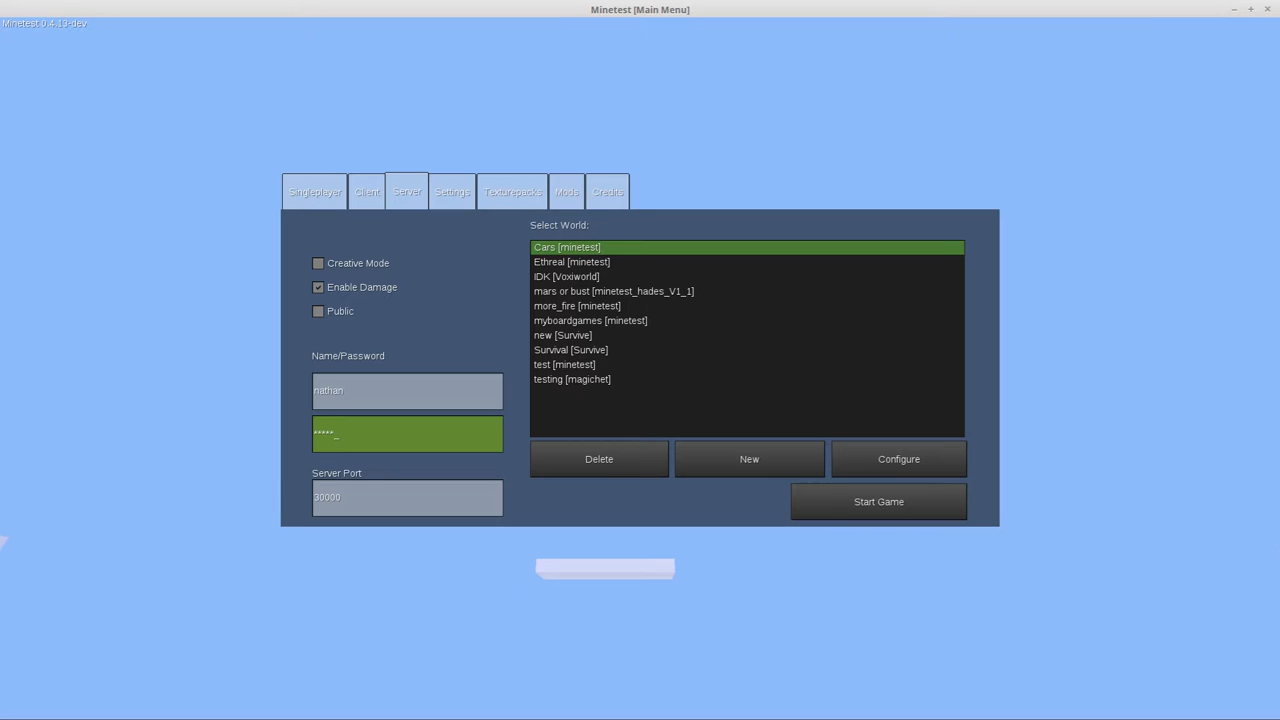 Minetest [Main Menu]
Minetest 0.4.13-dev
Singleplayer Client Server Settings Texturepacks Mods Credits
Select World:
Creative Mode
Enable Damage
Public
Name/Password
nathan
*****_
Server Port
30000
Cars [minetest]
Ethreal [minetest]
IDK [Voxiworld]
mars or bust [minetest_hades_V1_1]
more_fire [minetest]
myboardgames [minetest]
new [Survive]
Survival [Survive]
test [minetest]
testing [magichet]
Delete New Configure
Start Game